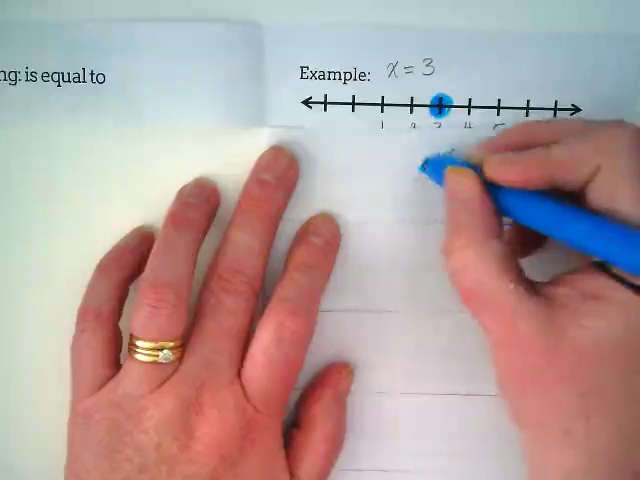 ng: is equal to
Example: x = 3
1 2 3 4